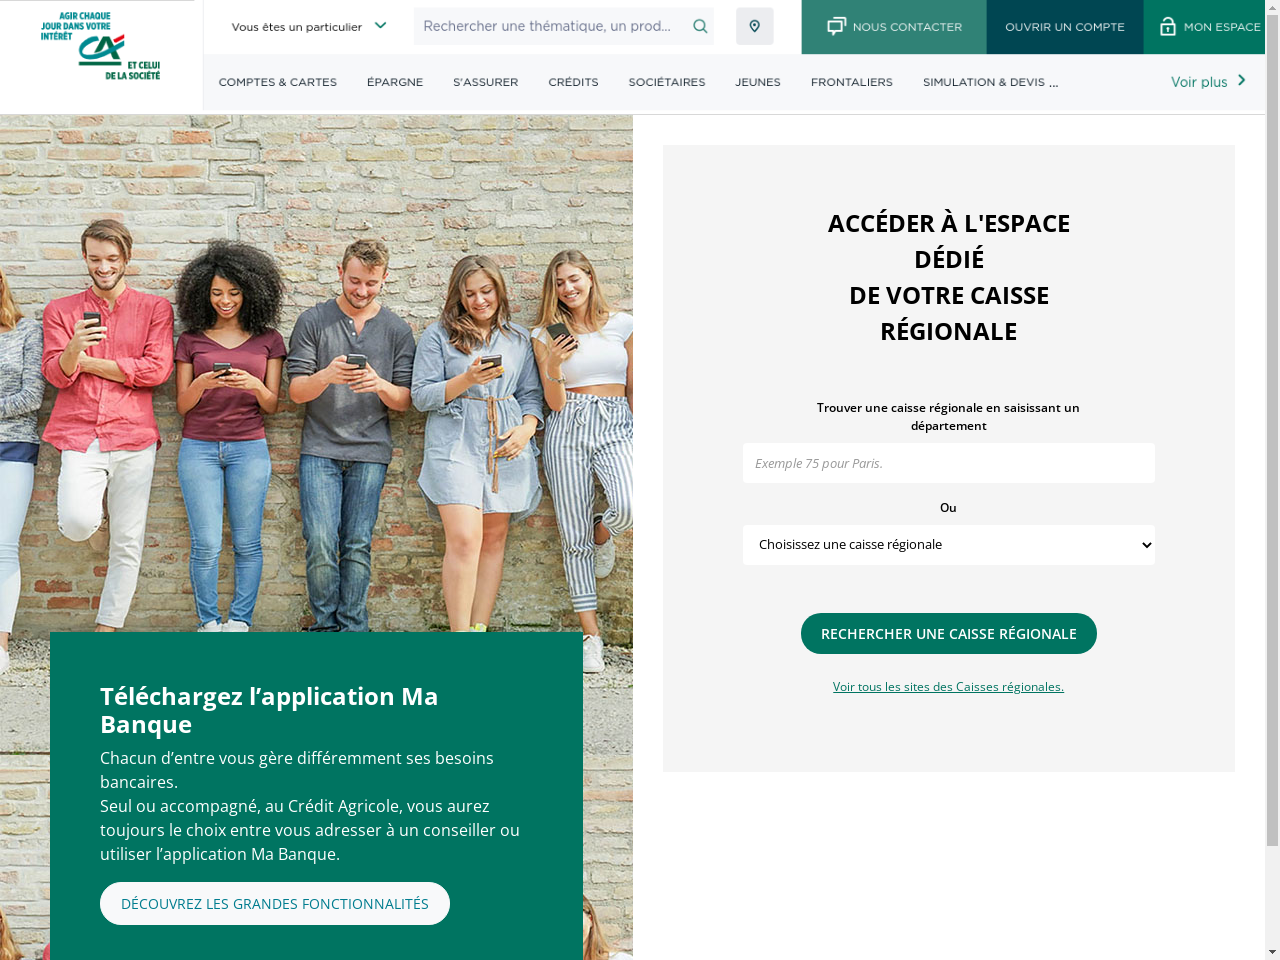 AGIR CHAQUE
JOUR DANS VOTRE
INTÉRÊT
CA
ET CELUI
DE LA SOCIÉTÉ
Vous êtes un particulier
Rechercher une thématique, un prod...
NOUS CONTACTER
OUVRIR UN COMPTE
MON ESPACE
COMPTES & CARTES
ÉPARGNE
S'ASSURER
CRÉDITS
SOCIÉTAIRES
JEUNES
FRONTALIERS
SIMULATION & DEVIS ...
Voir plus
ACCÉDER À L'ESPACE
DÉDIÉ
DE VOTRE CAISSE
RÉGIONALE
Trouver une caisse régionale en saisissant un
département
Exemple 75 pour Paris.
Ou
Choisissez une caisse régionale
RECHERCHER UNE CAISSE RÉGIONALE
Voir tous les sites des Caisses régionales.
Téléchargez l’application Ma
Banque
Chacun d’entre vous gère différemment ses besoins
bancaires.
Seul ou accompagné, au Crédit Agricole, vous aurez
toujours le choix entre vous adresser à un conseiller ou
utiliser l’application Ma Banque.
DÉCOUVREZ LES GRANDES FONCTIONNALITÉS